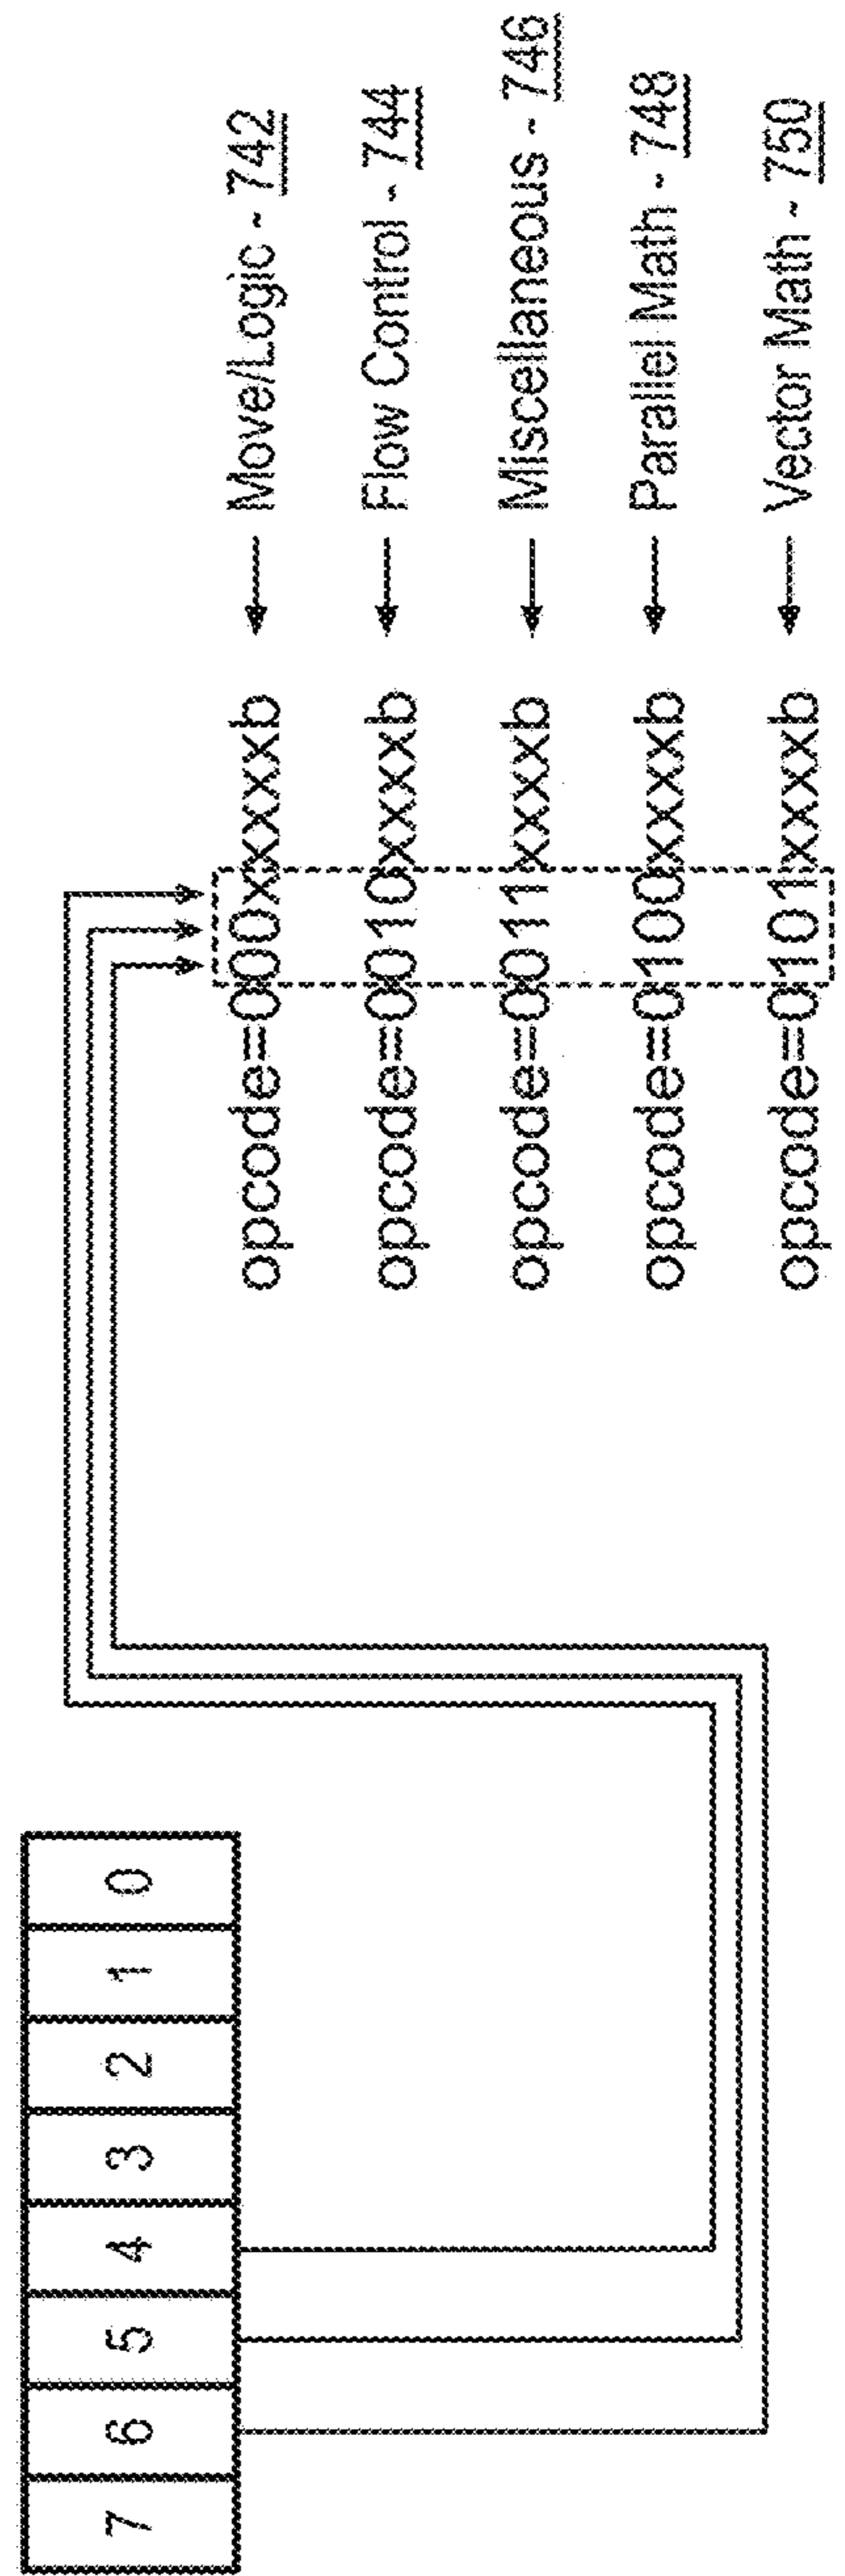 7 6 5 4 3 2 1 0
opcode=000xxxxxb ← Move/Logic - 742
opcode=0010xxxxb ← Flow Control - 744
opcode=0011xxxxb ← Miscellaneous - 746
opcode=0100xxxxb ← Parallel Math - 748
opcode=0101xxxxb ← Vector Math - 750